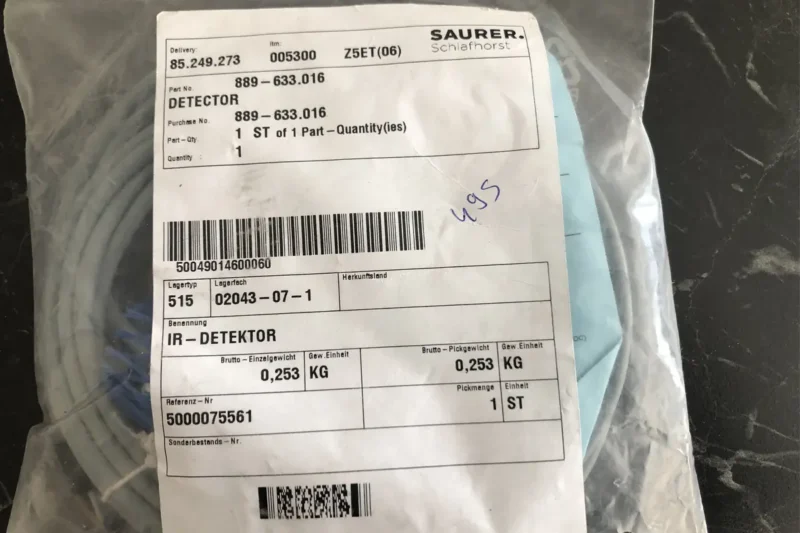 Delivery: Itm: SAURER.
85.249.273 005300 Z5ET(06) Schlafhorst
Part No. 889-633.016
DETECTOR
Purchase No. 889-633.016
Part-Qty. 1 ST of 1 Part-Quantity(ies)
Quantity 1
495
50049014600060
Lagertyp Lagerfach Herkunftsland
515 02043-07-1
Benennung
IR-DETEKTOR
Brutto-Einzelgewicht Gew.Einheit Brutto-Pickgewicht Gew.Einheit
0,253 KG 0,253 KG
Referenz-Nr Pickmenge Einheit
5000075561 1 ST
Sonderbestands-Nr.